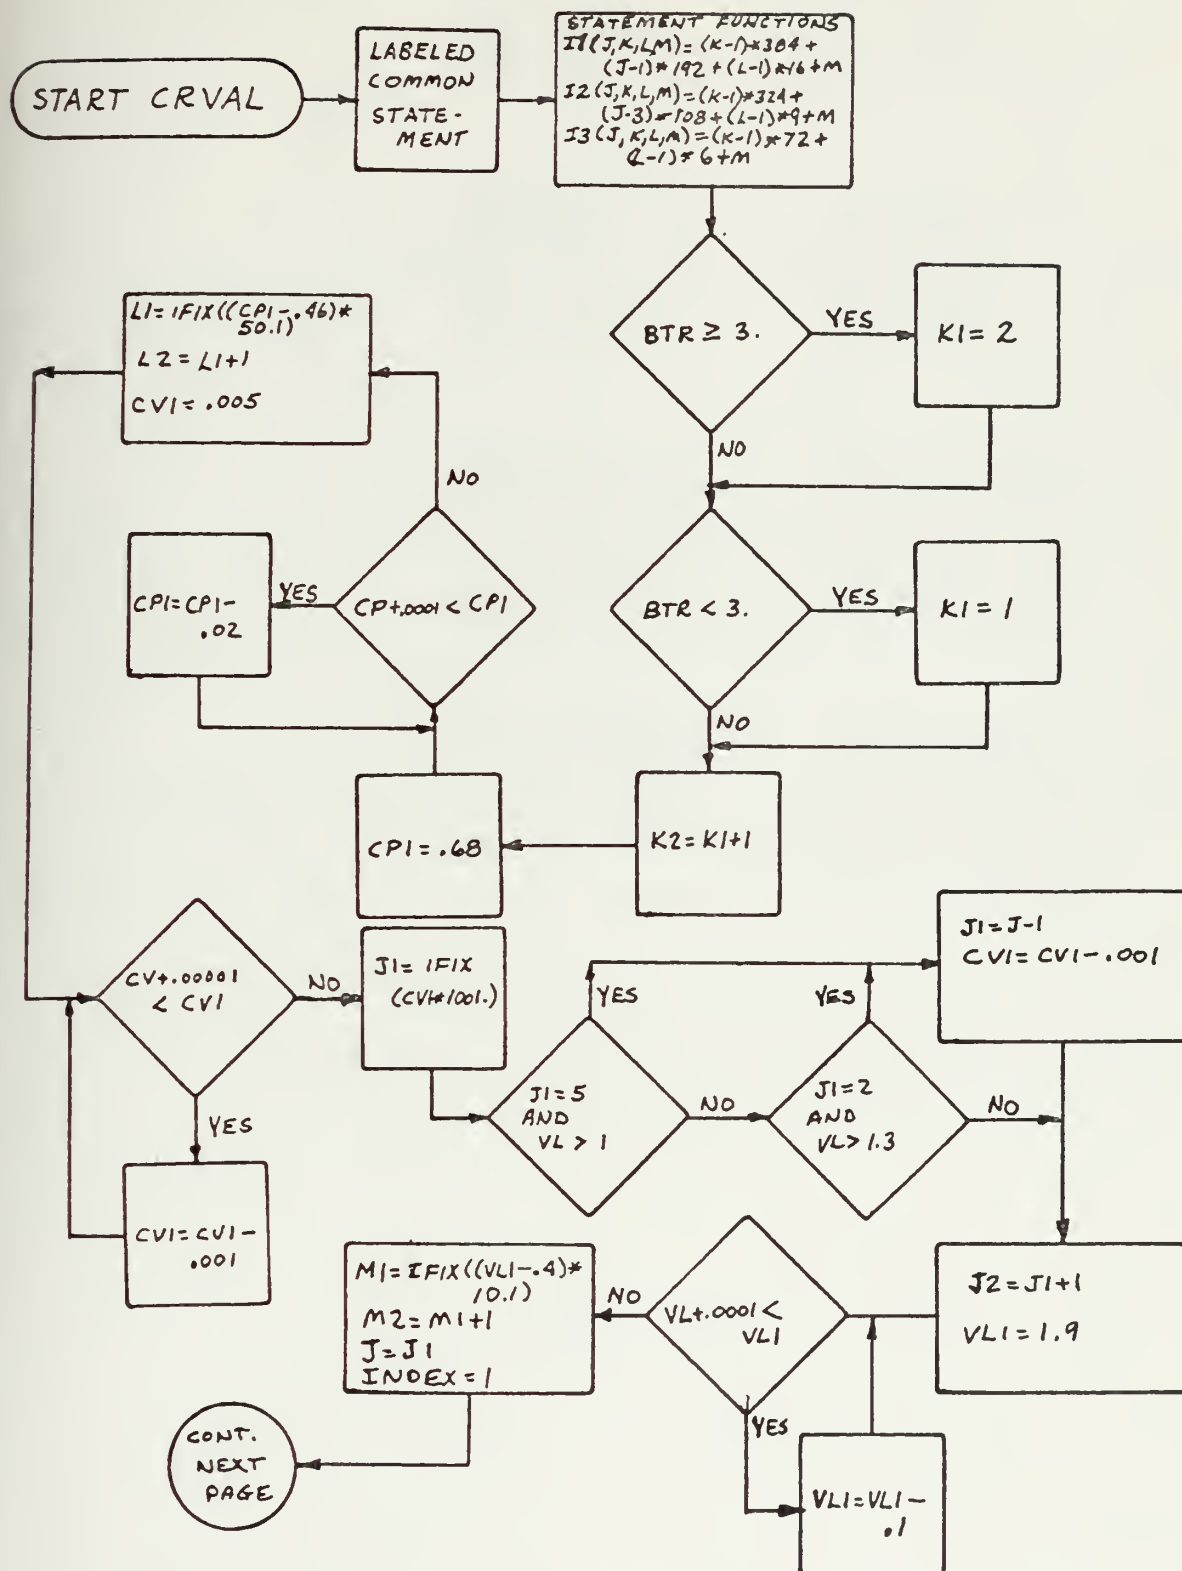 START CRVAL
LABELED
COMMON
STATE-
MENT
STATEMENT FUNCTIONS
I1(J,K,L,M)=(K-1)*384+
(J-1)*192+(L-1)*16+M
I2(J,K,L,M)=(K-1)*324+
(J-3)*108+(L-1)*9+M
I3(J,K,L,M)=(K-1)*72+
(L-1)*6+M
BTR ≥ 3.
YES
K1=2
NO
BTR < 3.
YES
K1=1
NO
K2=K1+1
CP1=.68
CP+.0001 < CP1
YES
CP1=CP1-
.02
NO
L1=IFIX((CP1-.46)*
50.1)
L2=L1+1
CV1=.005
CV+.00001
< CV1
YES
CV1=CV1-
.001
NO
J1=IFIX
(CV1*1001.)
J1=5
AND
VL > 1
YES
NO
J1=2
AND
VL>1.3
YES
NO
J1=J-1
CV1=CV1-.001
J2=J1+1
VL1=1.9
VL+.0001<
VL1
YES
VL1=VL1-
.1
NO
M1=IFIX((VL1-.4)*
10.1)
M2=M1+1
J=J1
INDEX=1
CONT.
NEXT
PAGE